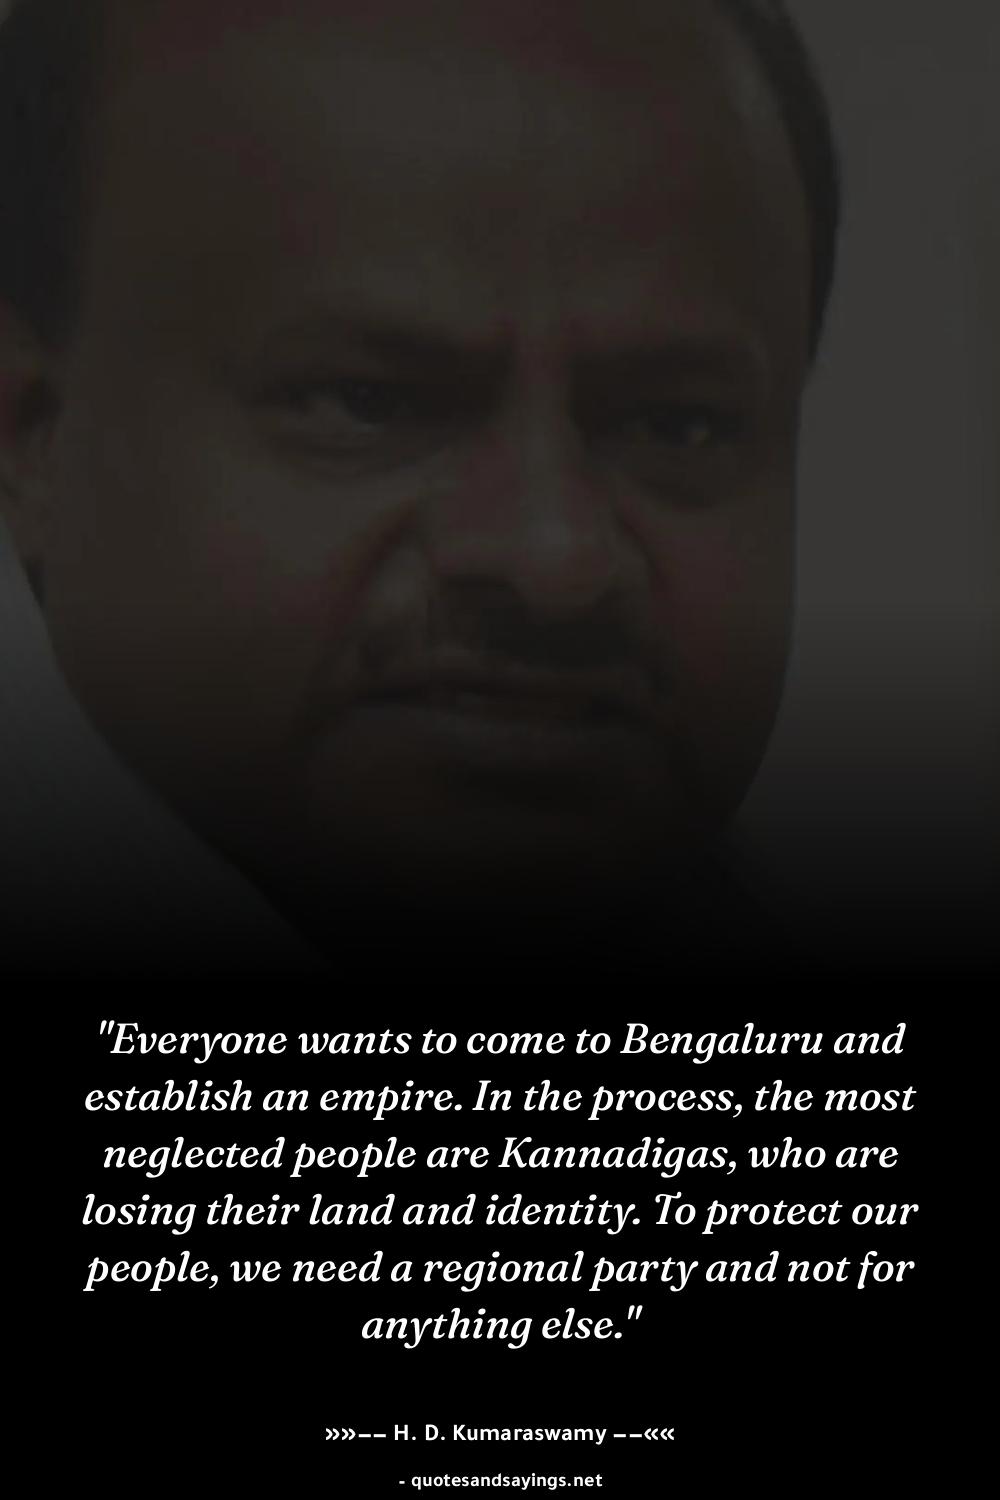 "Everyone wants to come to Bengaluru and
establish an empire. In the process, the most
neglected people are Kannadigas, who are
losing their land and identity. To protect our
people, we need a regional party and not for
anything else."
»»−− H. D. Kumaraswamy −−««
- quotesandsayings.net